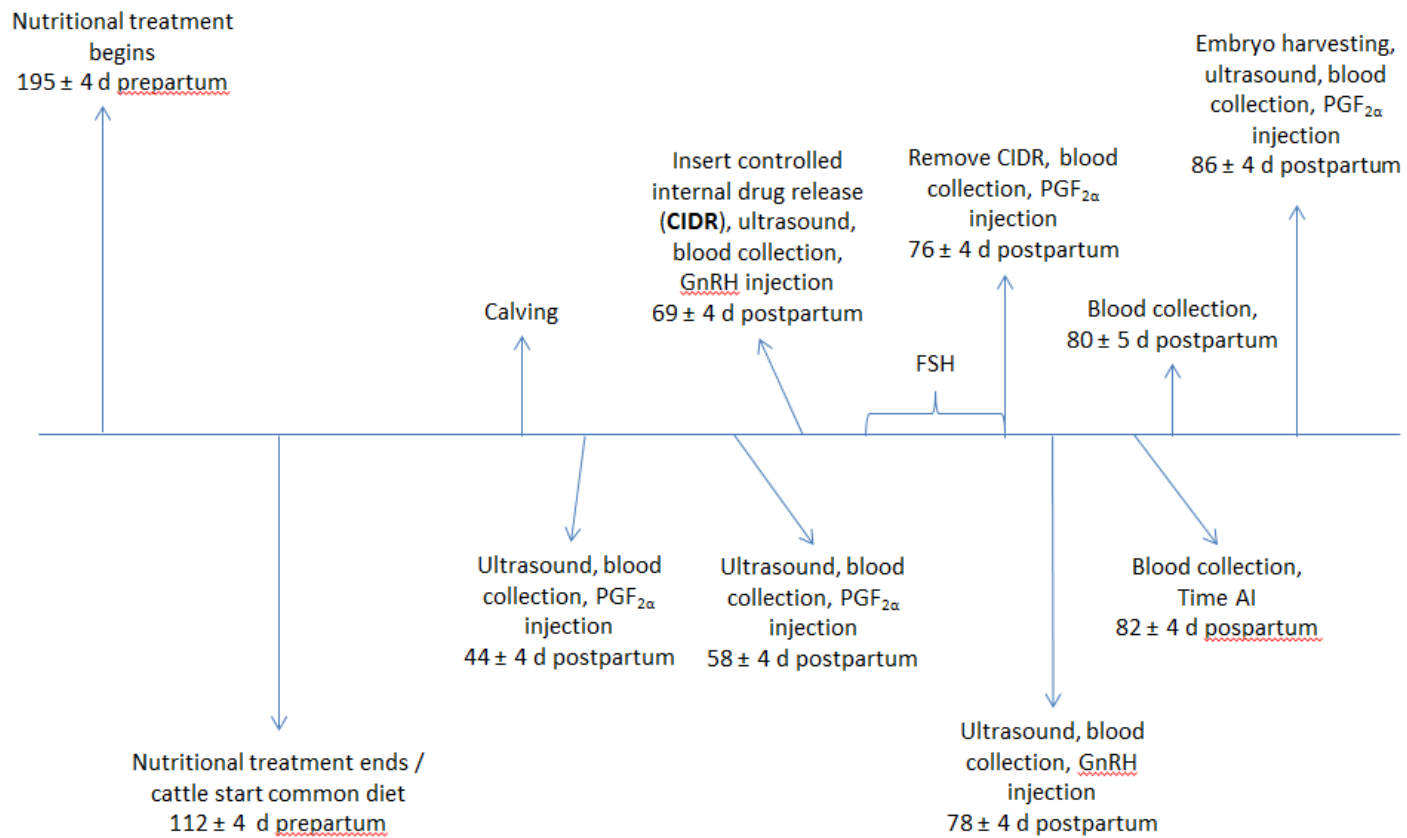 Nutritional treatment
begins
195 ± 4 d prepartum
Embryo harvesting,
ultrasound, blood
collection, PGF₂α
injection
86 ± 4 d postpartum
Insert controlled
internal drug release
(CIDR), ultrasound,
blood collection,
GnRH injection
69 ± 4 d postpartum
Remove CIDR, blood
collection, PGF₂α
injection
76 ± 4 d postpartum
Calving
Blood collection,
80 ± 5 d postpartum
FSH
Ultrasound, blood
collection, PGF₂α
injection
44 ± 4 d postpartum
Ultrasound, blood
collection, PGF₂α
injection
58 ± 4 d postpartum
Blood collection,
Time AI
82 ± 4 d pospartum
Nutritional treatment ends /
cattle start common diet
112 ± 4 d prepartum
Ultrasound, blood
collection, GnRH
injection
78 ± 4 d postpartum